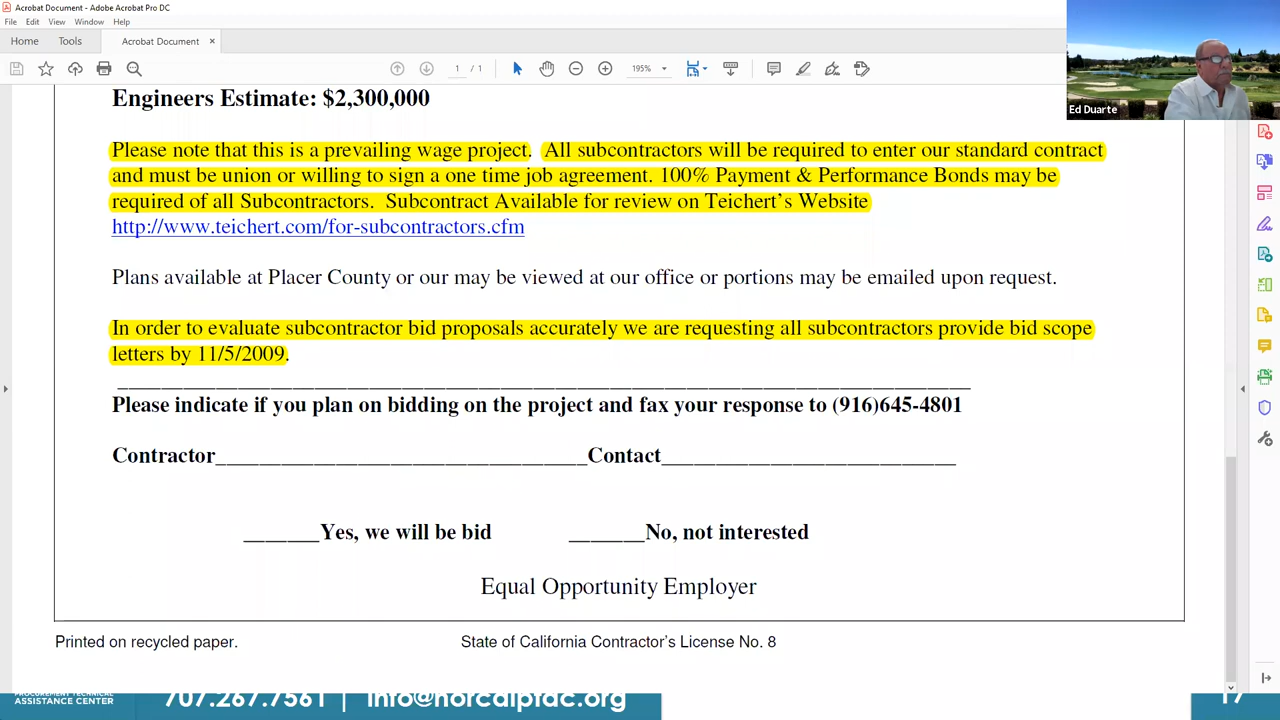 Acrobat Document - Adobe Acrobat Pro DC
File Edit View Window Help
Home Tools Acrobat Document ×
1 / 1 195%
Ed Duarte
Engineers Estimate: $2,300,000
Please note that this is a prevailing wage project. All subcontractors will be required to enter our standard contract
and must be union or willing to sign a one time job agreement. 100% Payment & Performance Bonds may be
required of all Subcontractors. Subcontract Available for review on Teichert's Website
http://www.teichert.com/for-subcontractors.cfm
Plans available at Placer County or our may be viewed at our office or portions may be emailed upon request.
In order to evaluate subcontractor bid proposals accurately we are requesting all subcontractors provide bid scope
letters by 11/5/2009.
Please indicate if you plan on bidding on the project and fax your response to (916)645-4801
Contractor__________________________________Contact___________________________
_______Yes, we will be bid _______No, not interested
Equal Opportunity Employer
Printed on recycled paper. State of California Contractor's License No. 8
PROCUREMENT TECHNICAL
ASSISTANCE CENTER
707.267.7561 | info@norcalptac.org
17